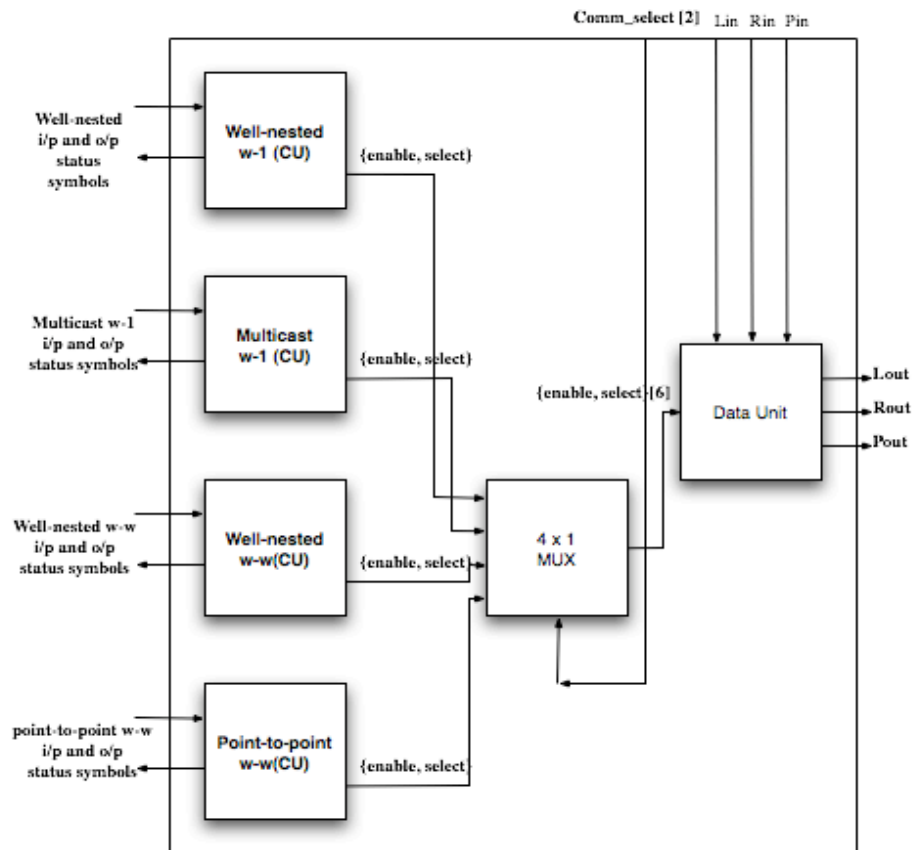 Comm_select [2] Lin Rin Pin
Well-nested
i/p and o/p
status
symbols
Well-nested
w-1 (CU)
{enable, select}
Multicast w-1
i/p and o/p
status symbols
Multicast
w-1 (CU)
{enable, select}
{enable, select}[6]
Data Unit
Lout
Rout
Pout
Well-nested w-w
i/p and o/p
status symbols
Well-nested
w-w(CU)
{enable, select}
4 x 1
MUX
point-to-point w-w
i/p and o/p
status symbols
Point-to-point
w-w(CU)
{enable, select}